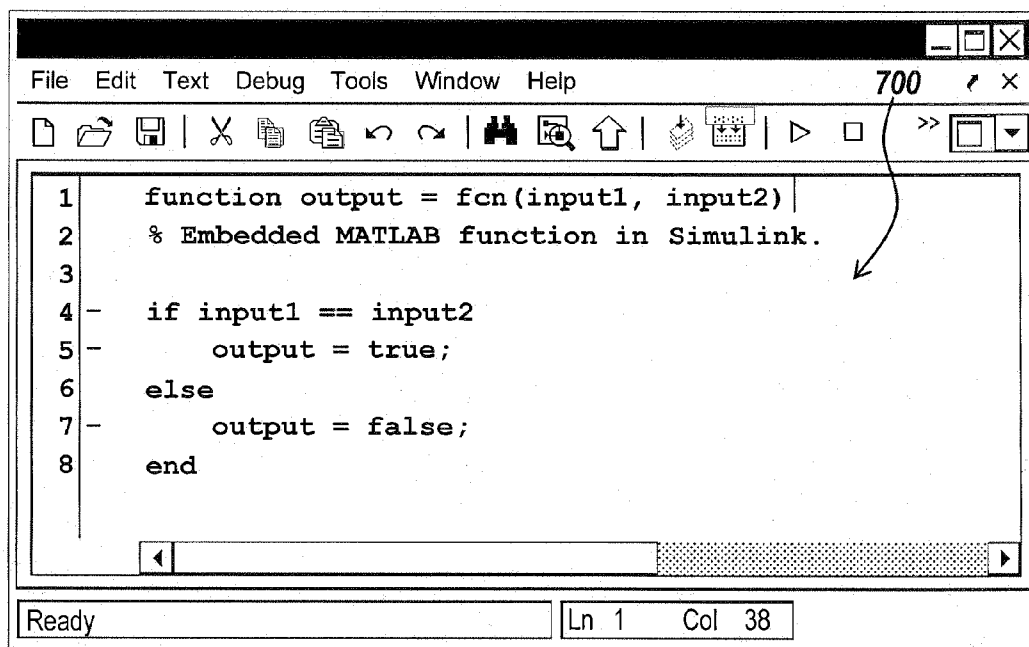 File Edit Text Debug Tools Window Help 700
>>
1 function output = fcn(input1, input2)
2 % Embedded MATLAB function in Simulink.
3
4 - if input1 == input2
5 - output = true;
6 else
7 - output = false;
8 end
Ready Ln 1 Col 38